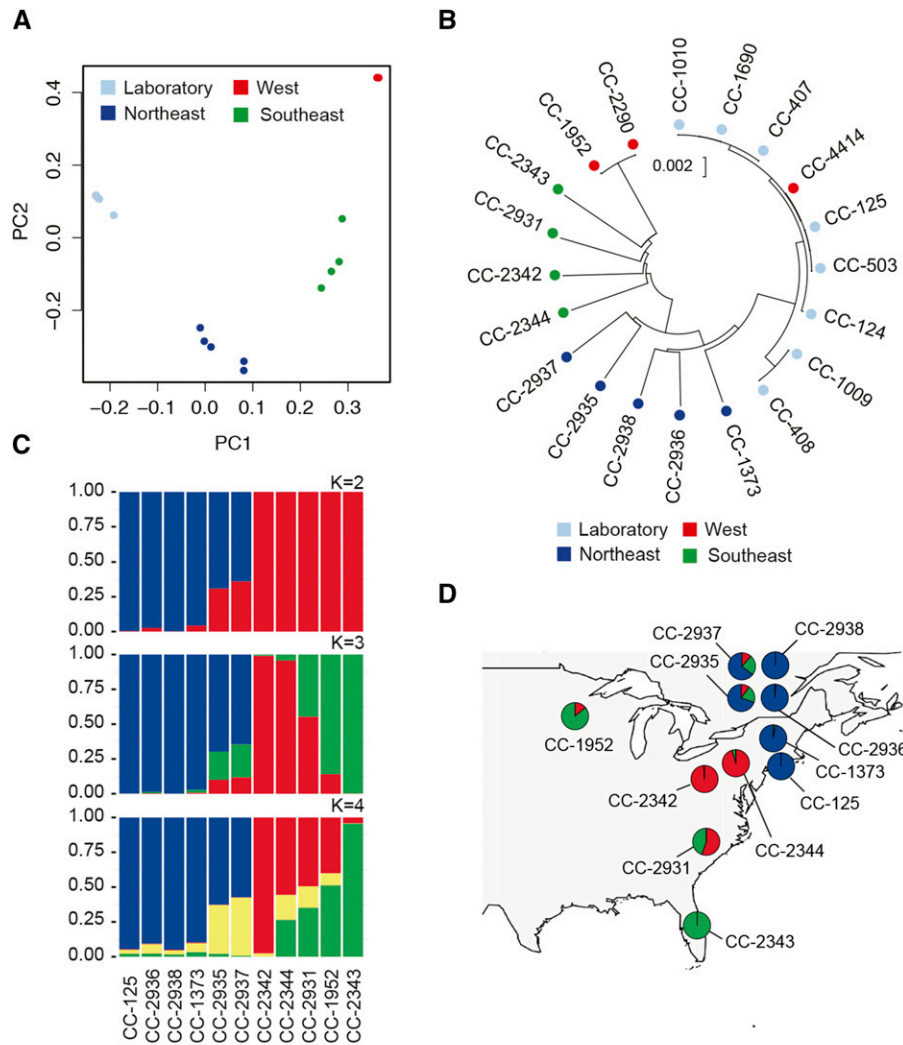 A
Laboratory
West
Northeast
Southeast
PC2
0.4
0.2
0.0
−0.2
−0.2
−0.1
0.0
0.1
0.2
0.3
PC1
B
CC-1010
CC-1690
CC-407
CC-4414
CC-125
CC-503
CC-124
CC-1009
CC-408
CC-1373
CC-2936
CC-2938
CC-2935
CC-2937
CC-2344
CC-2342
CC-2931
CC-2343
CC-1952
CC-2290
0.002
Laboratory
West
Northeast
Southeast
C
K=2
1.00
0.75
0.50
0.25
0.00
K=3
1.00
0.75
0.50
0.25
0.00
K=4
1.00
0.75
0.50
0.25
0.00
CC-125
CC-2936
CC-2938
CC-1373
CC-2935
CC-2937
CC-2342
CC-2344
CC-2931
CC-1952
CC-2343
D
CC-2937
CC-2938
CC-2935
CC-1952
CC-2936
CC-1373
CC-2342
CC-125
CC-2344
CC-2931
CC-2343